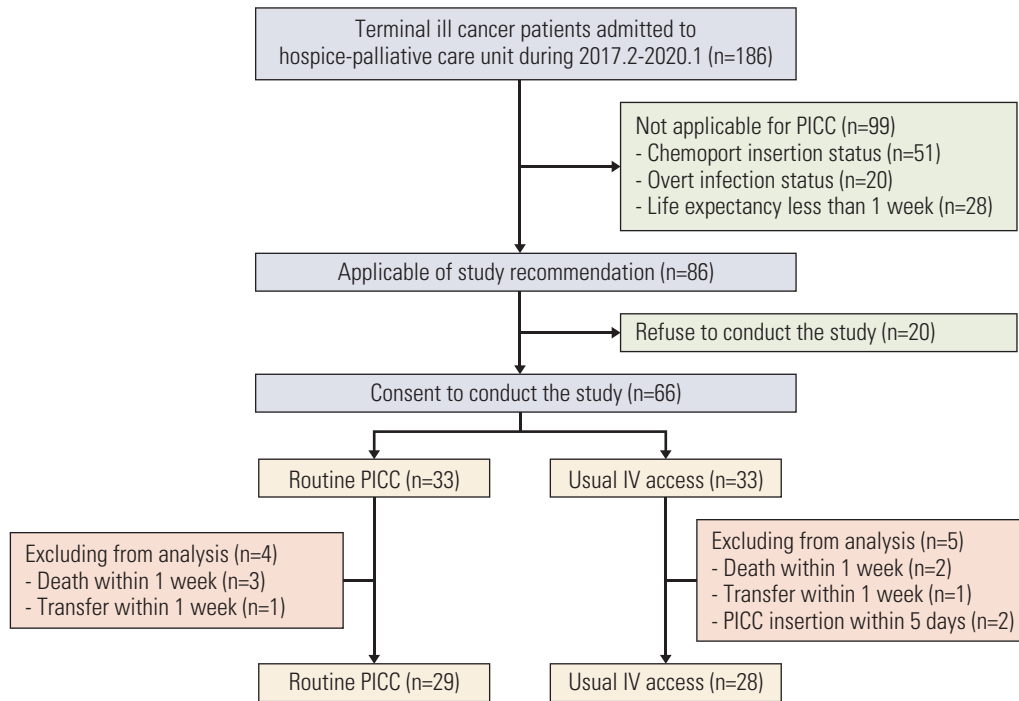 Terminal ill cancer patients admitted to
hospice-palliative care unit during 2017.2-2020.1 (n=186)
Not applicable for PICC (n=99)
- Chemoport insertion status (n=51)
- Overt infection status (n=20)
- Life expectancy less than 1 week (n=28)
Applicable of study recommendation (n=86)
Refuse to conduct the study (n=20)
Consent to conduct the study (n=66)
Routine PICC (n=33)
Usual IV access (n=33)
Excluding from analysis (n=4)
- Death within 1 week (n=3)
- Transfer within 1 week (n=1)
Excluding from analysis (n=5)
- Death within 1 week (n=2)
- Transfer within 1 week (n=1)
- PICC insertion within 5 days (n=2)
Routine PICC (n=29)
Usual IV access (n=28)